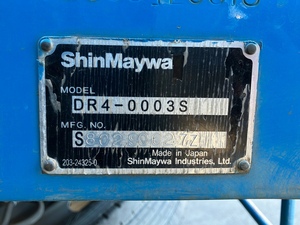 ShinMaywa
MODEL
DR4-0003S
MFG. NO.
Made in Japan
203-24325-0 ShinMaywa Industries, Ltd.